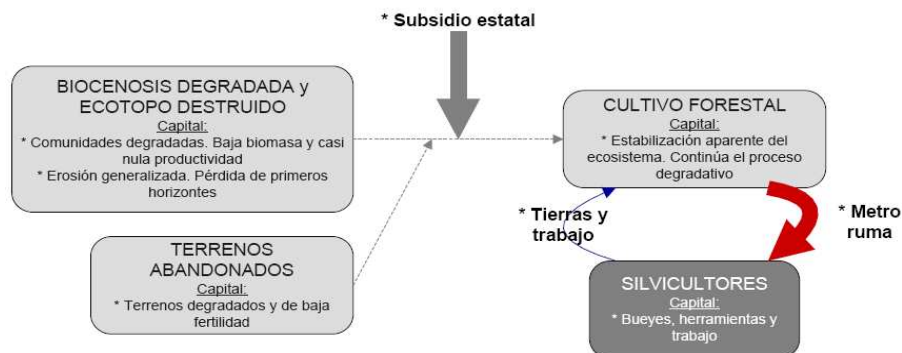 * Subsidio estatal
BIOCENOSIS DEGRADADA y
ECOTOPO DESTRUIDO
Capital:
* Comunidades degradadas. Baja biomasa y casi
nula productividad
* Erosión generalizada. Pérdida de primeros
horizontes
CULTIVO FORESTAL
Capital:
* Estabilización aparente del
ecosistema. Continúa el proceso
degradativo
* Tierras y
trabajo
* Metro
ruma
TERRENOS
ABANDONADOS
Capital:
* Terrenos degradados y de baja
fertilidad
SILVICULTORES
Capital:
* Bueyes, herramientas y
trabajo